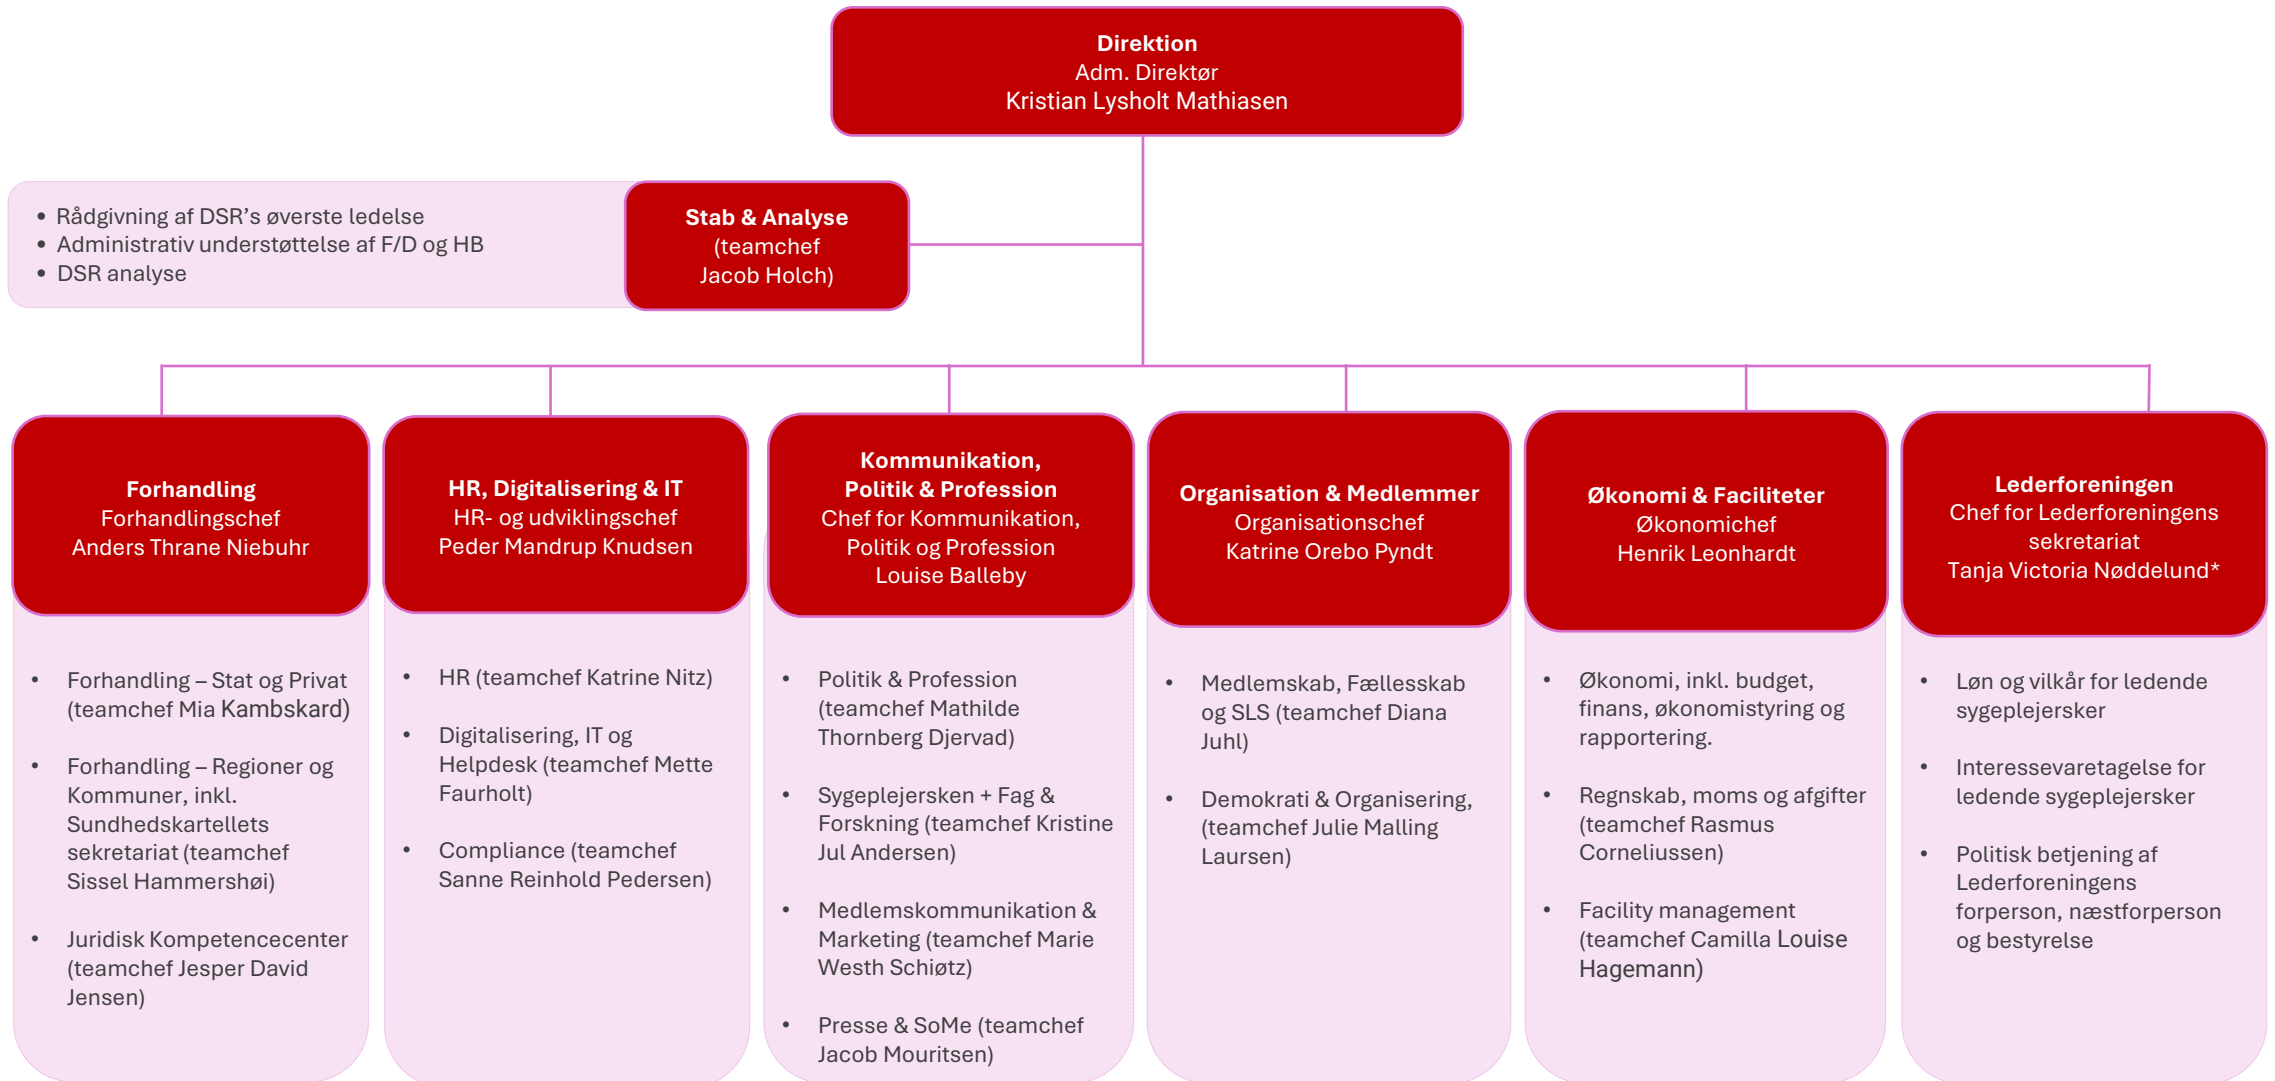 Direktion
Adm. Direktør
Kristian Lysholt Mathiasen
• Rådgivning af DSR’s øverste ledelse
• Administrativ understøttelse af F/D og HB
• DSR analyse
Stab & Analyse
(teamchef
Jacob Holch)
Forhandling
Forhandlingschef
Anders Thrane Niebuhr
• Forhandling – Stat og Privat
(teamchef Mia Kambskard)
• Forhandling – Regioner og
Kommuner, inkl.
Sundhedskartellets
sekretariat (teamchef
Sissel Hammershøi)
• Juridisk Kompetencecenter
(teamchef Jesper David
Jensen)
HR, Digitalisering & IT
HR- og udviklingschef
Peder Mandrup Knudsen
• HR (teamchef Katrine Nitz)
• Digitalisering, IT og
Helpdesk (teamchef Mette
Faurholt)
• Compliance (teamchef
Sanne Reinhold Pedersen)
Kommunikation,
Politik & Profession
Chef for Kommunikation,
Politik og Profession
Louise Balleby
• Politik & Profession
(teamchef Mathilde
Thornberg Djervad)
• Sygeplejersken + Fag &
Forskning (teamchef Kristine
Jul Andersen)
• Medlemskommunikation &
Marketing (teamchef Marie
Westh Schiøtz)
• Presse & SoMe (teamchef
Jacob Mouritsen)
Organisation & Medlemmer
Organisationschef
Katrine Orebo Pyndt
• Medlemskab, Fællesskab
og SLS (teamchef Diana
Juhl)
• Demokrati & Organisering,
(teamchef Julie Malling
Laursen)
Økonomi & Faciliteter
Økonomichef
Henrik Leonhardt
• Økonomi, inkl. budget,
finans, økonomistyring og
rapportering.
• Regnskab, moms og afgifter
(teamchef Rasmus
Corneliussen)
• Facility management
(teamchef Camilla Louise
Hagemann)
Lederforeningen
Chef for Lederforeningens
sekretariat
Tanja Victoria Nøddelund*
• Løn og vilkår for ledende
sygeplejersker
• Interessevaretagelse for
ledende sygeplejersker
• Politisk betjening af
Lederforeningens
forperson, næstforperson
og bestyrelse